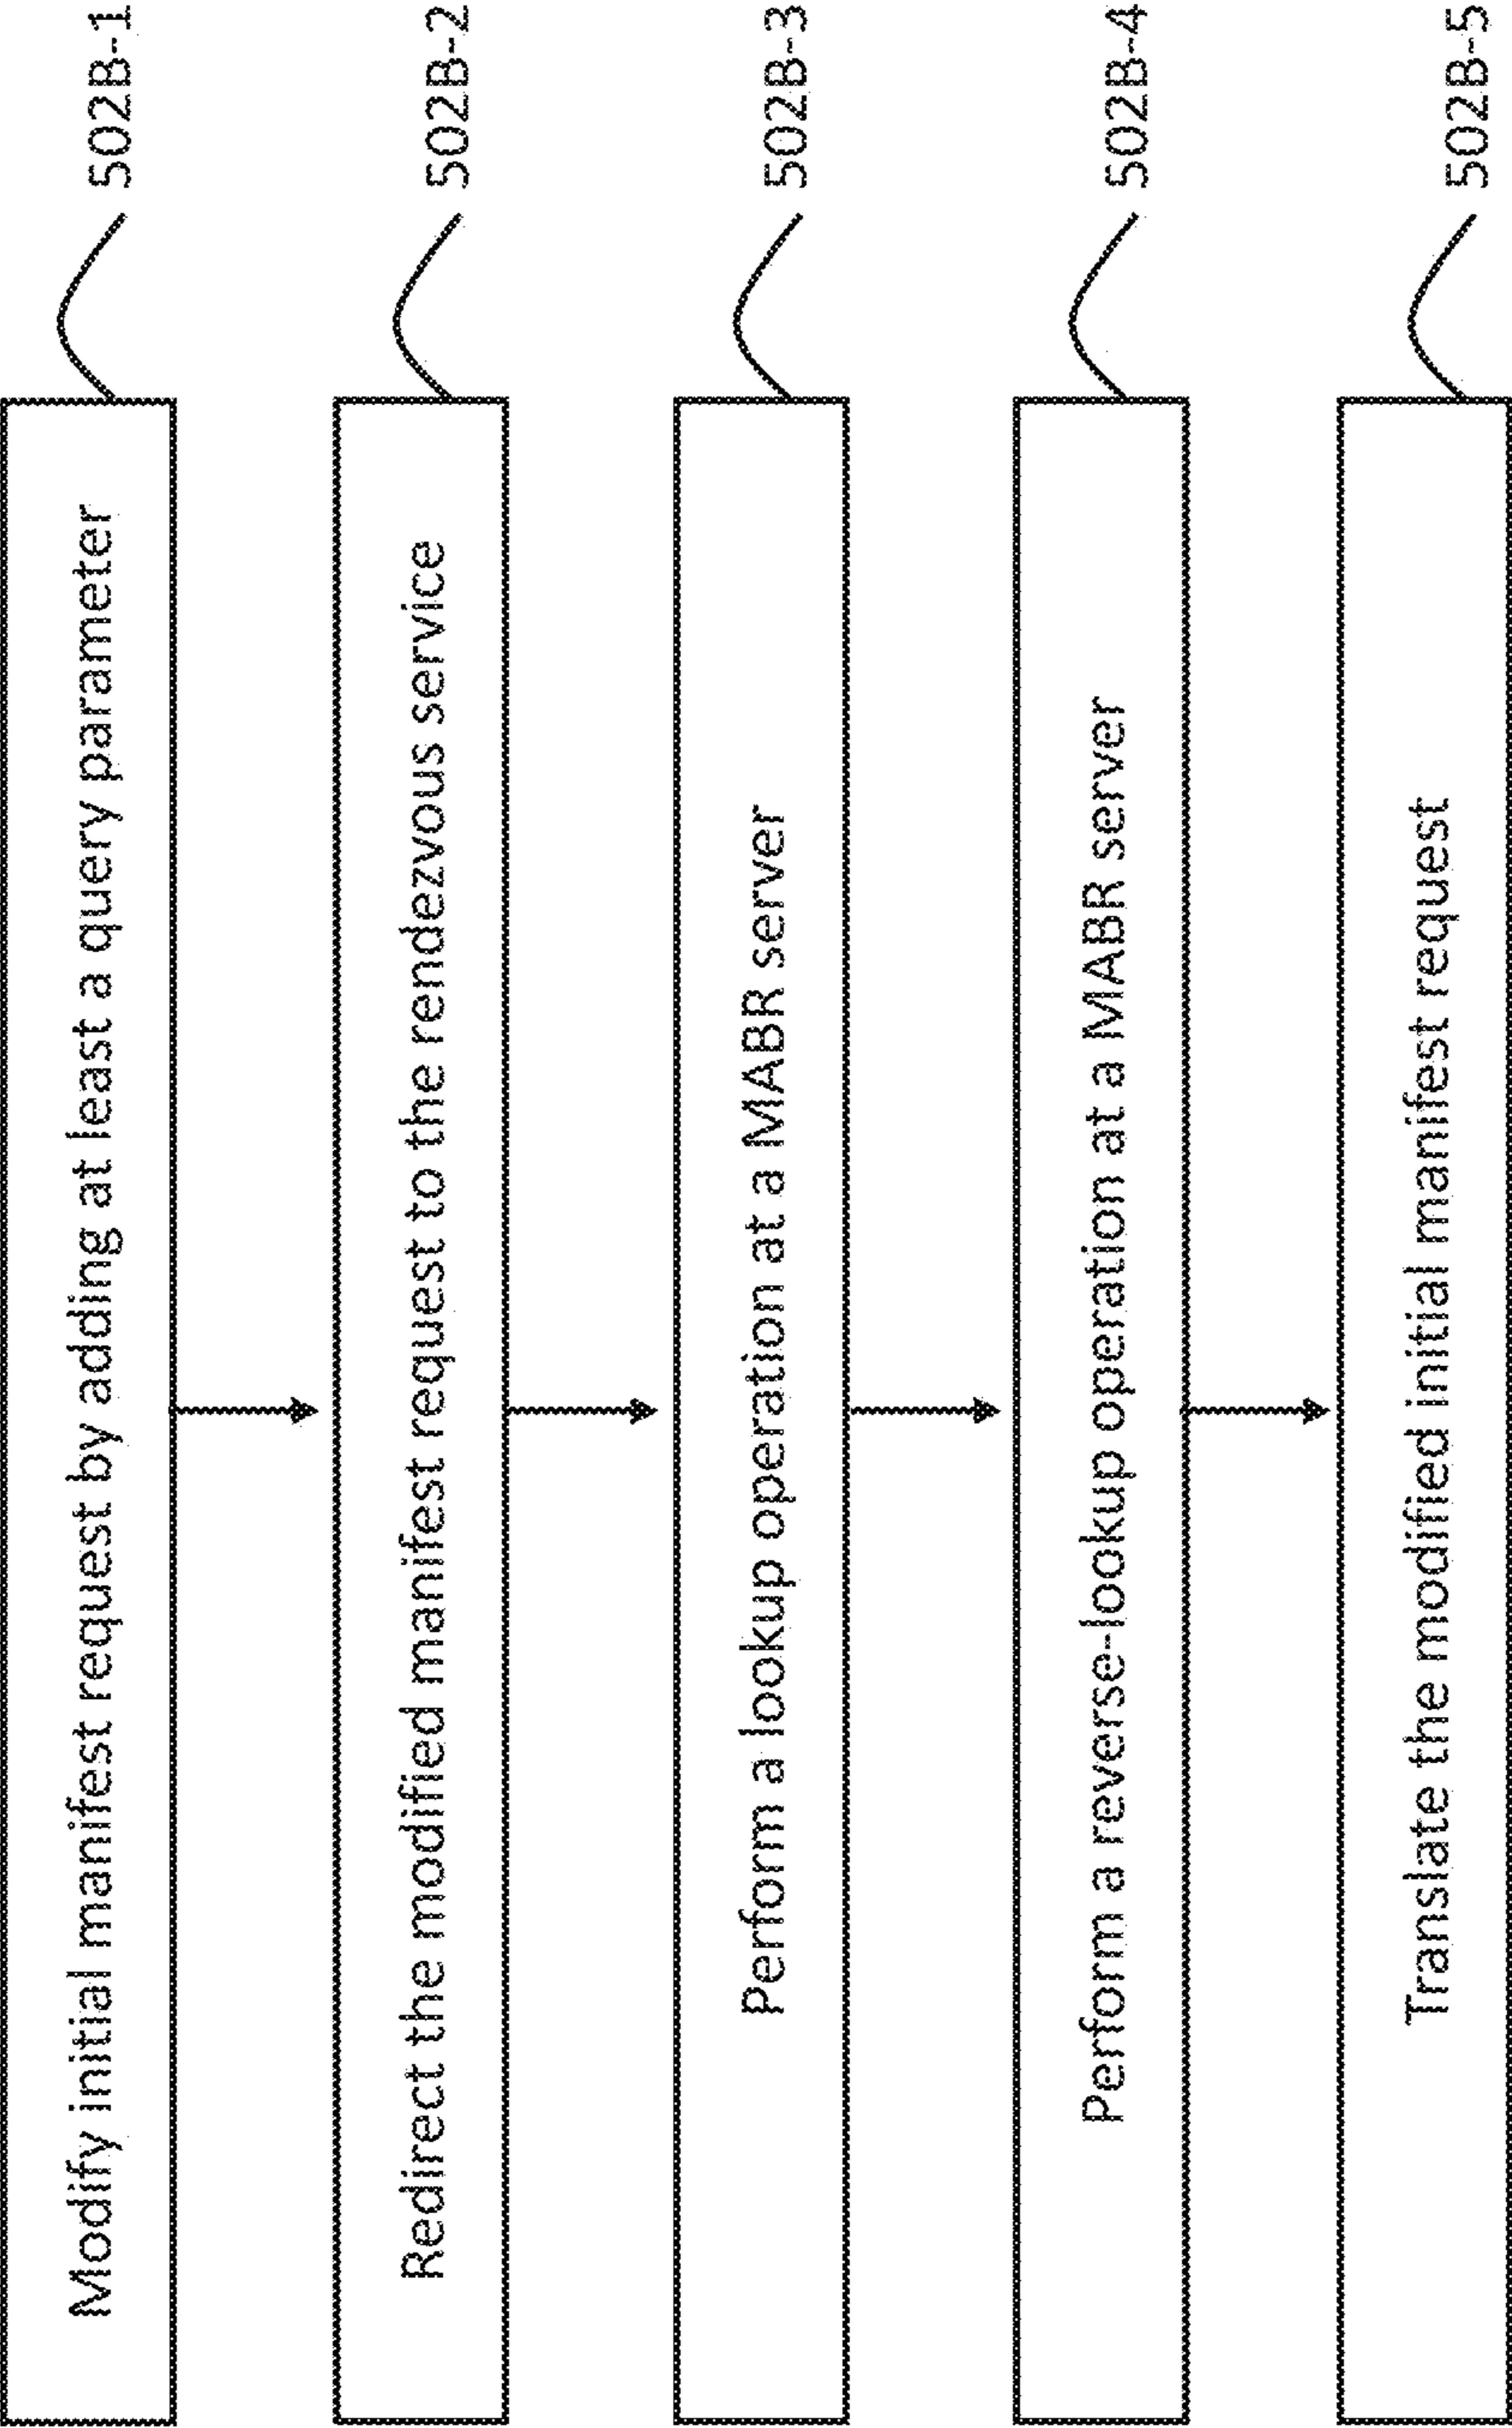 Modify initial manifest request by adding at least a query parameter
502B-1
Redirect the modified manifest request to the rendezvous service
502B-2
Perform a lookup operation at a MABR server
502B-3
Perform a reverse-lookup operation at a MABR server
502B-4
Translate the modified initial manifest request
502B-5